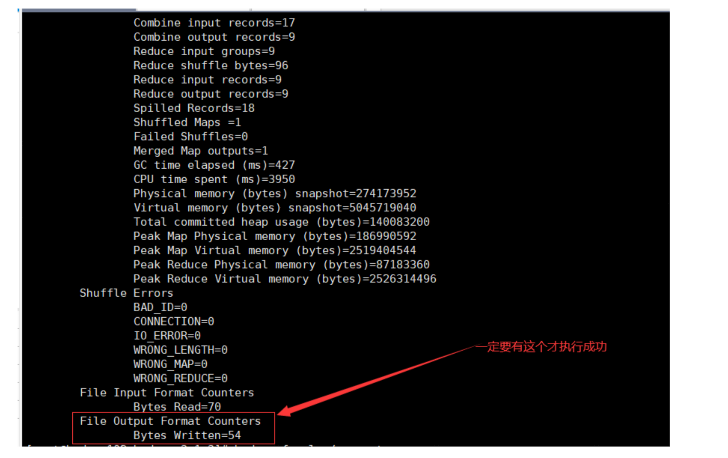 Combine input records=17
Combine output records=9
Reduce input groups=9
Reduce shuffle bytes=96
Reduce input records=9
Reduce output records=9
Spilled Records=18
Shuffled Maps =1
Failed Shuffles=0
Merged Map outputs=1
GC time elapsed (ms)=427
CPU time spent (ms)=3950
Physical memory (bytes) snapshot=274173952
Virtual memory (bytes) snapshot=5045719040
Total committed heap usage (bytes)=140083200
Peak Map Physical memory (bytes)=186990592
Peak Map Virtual memory (bytes)=2519404544
Peak Reduce Physical memory (bytes)=87183360
Peak Reduce Virtual memory (bytes)=2526314496
Shuffle Errors
BAD_ID=0
CONNECTION=0
IO_ERROR=0
WRONG_LENGTH=0
WRONG_MAP=0
WRONG_REDUCE=0
一定要有这个才执行成功
File Input Format Counters
Bytes Read=70
File Output Format Counters
Bytes Written=54